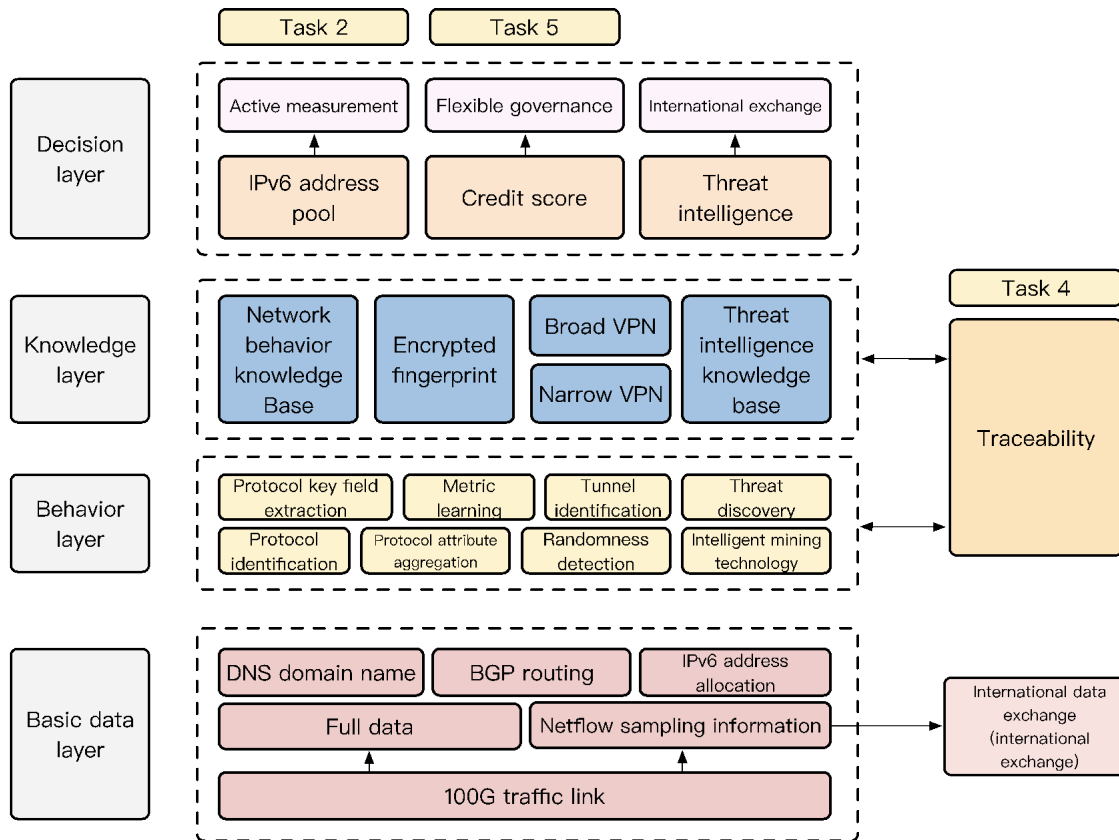 Task 2
Task 5
Decision
layer
Active measurement
Flexible governance
International exchange
IPv6 address
pool
Credit score
Threat
intelligence
Knowledge
layer
Network
behavior
knowledge
Base
Encrypted
fingerprint
Broad VPN
Narrow VPN
Threat
intelligence
knowledge
base
Task 4
Traceability
Behavior
layer
Protocol key field
extraction
Metric
learning
Tunnel
identification
Threat
discovery
Protocol
identification
Protocol attribute
aggregation
Randomness
detection
Intelligent mining
technology
Basic data
layer
DNS domain name
BGP routing
IPv6 address
allocation
Full data
Netflow sampling information
100G traffic link
International data
exchange
(international
exchange)